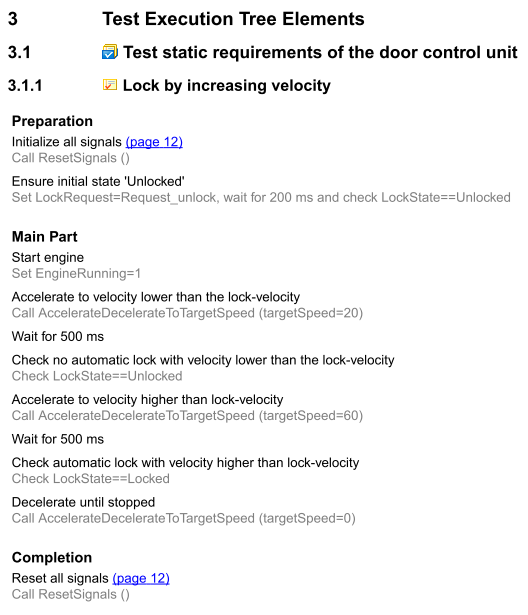 3 Test Execution Tree Elements
3.1 Test static requirements of the door control unit
3.1.1 Lock by increasing velocity
Preparation
Initialize all signals (page 12)
Call ResetSignals ()
Ensure initial state 'Unlocked'
Set LockRequest=Request_unlock, wait for 200 ms and check LockState==Unlocked
Main Part
Start engine
Set EngineRunning=1
Accelerate to velocity lower than the lock-velocity
Call AccelerateDecelerateToTargetSpeed (targetSpeed=20)
Wait for 500 ms
Check no automatic lock with velocity lower than the lock-velocity
Check LockState==Unlocked
Accelerate to velocity higher than lock-velocity
Call AccelerateDecelerateToTargetSpeed (targetSpeed=60)
Wait for 500 ms
Check automatic lock with velocity higher than lock-velocity
Check LockState==Locked
Decelerate until stopped
Call AccelerateDecelerateToTargetSpeed (targetSpeed=0)
Completion
Reset all signals (page 12)
Call ResetSignals ()